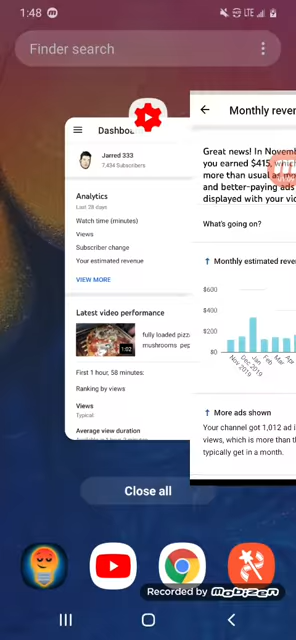 1:48
LTE
Finder search
Dashboa
Jarred 333
7,434 Subscribers
Analytics
Last 28 days
Watch time (minutes)
Views
Subscriber change
Your estimated revenue
VIEW MORE
Latest video performance
1:02
fully loaded pizz
mushrooms pep
First 1 hour, 58 minutes:
Ranking by views
Views
Typical
Average view duration
Monthly reve
Great news! In Novemb
you earned $415, which
more than usual
and better-paying ads
displayed with your vid
What's going on?
↑ Monthly estimated reven
$600
$400
$200
$0
Nov 2019
Dec 2019
Jan
Feb
Mar
Apr
↑ More ads shown
Your channel got 1,012 ad i
views, which is more than t
typically get in a month.
Close all
Recorded by Mobizen